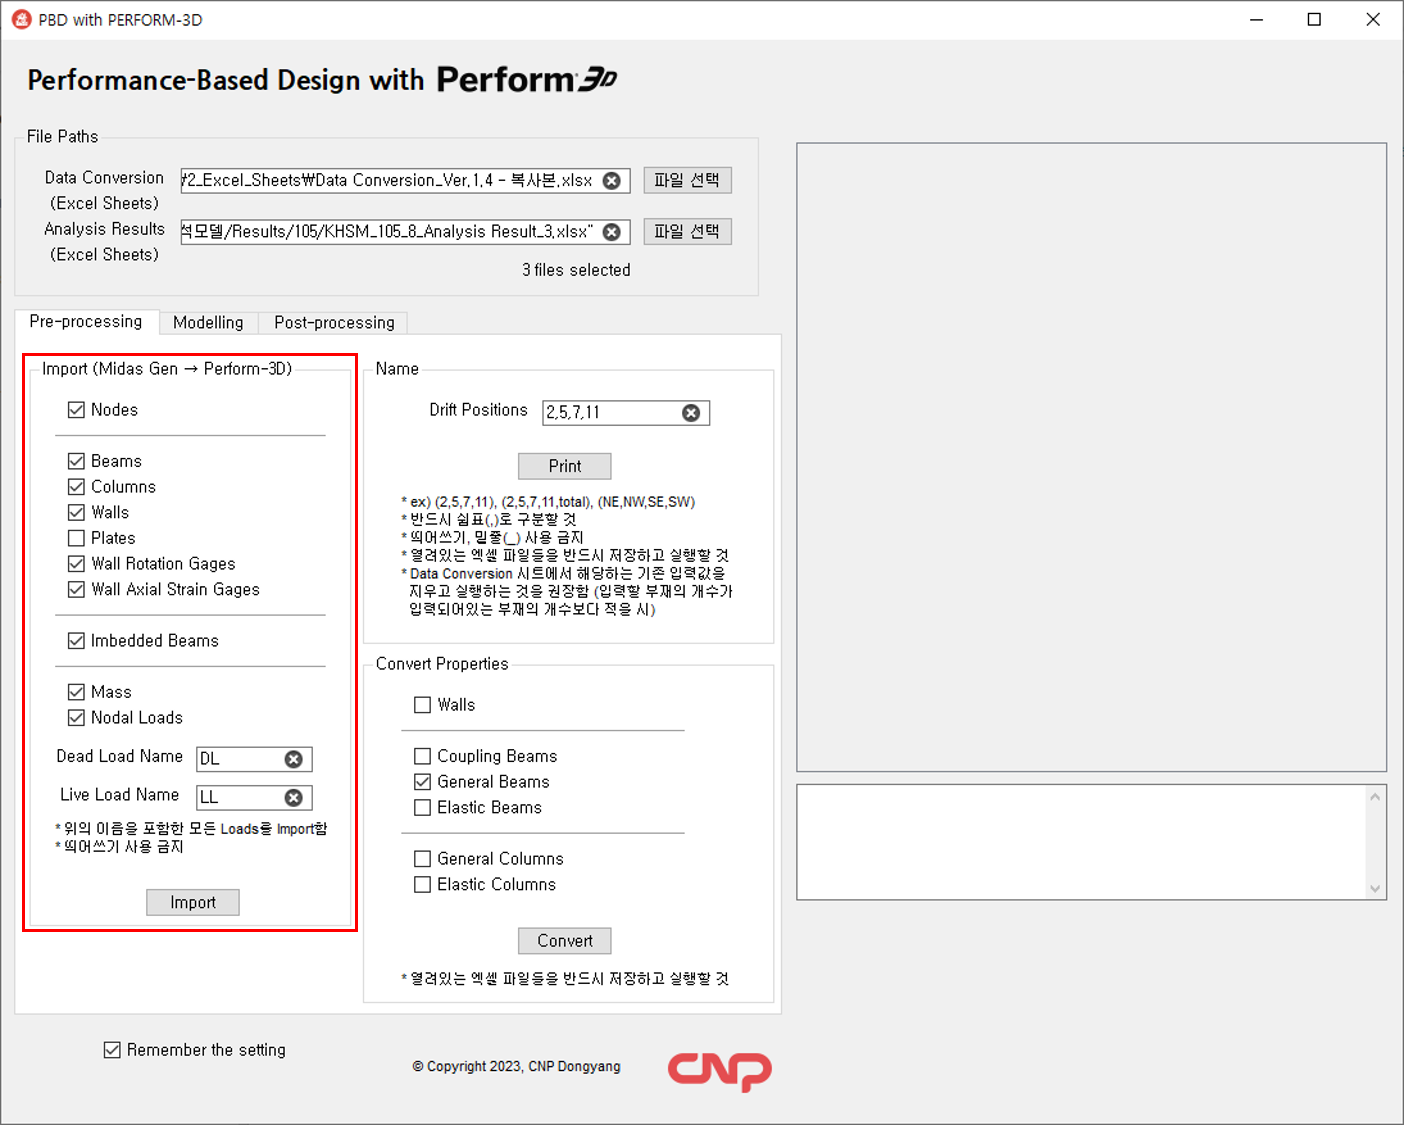 PBD with PERFORM-3D
Performance-Based Design with Perform 3D
File Paths
Data Conversion
(Excel Sheets)
2_Excel_Sheets₩Data Conversion_Ver.1.4 - 복사본.xlsx
파일 선택
Analysis Results
(Excel Sheets)
석모델/Results/105/KHSM_105_8_Analysis Result_3.xlsx"
파일 선택
3 files selected
Pre-processing
Modelling
Post-processing
Import (Midas Gen → Perform-3D)
Nodes
Beams
Columns
Walls
Plates
Wall Rotation Gages
Wall Axial Strain Gages
Imbedded Beams
Mass
Nodal Loads
Dead Load Name DL
Live Load Name LL
* 위의 이름을 포함한 모든 Loads를 Import함
* 띄어쓰기 사용 금지
Import
Name
Drift Positions 2,5,7,11
Print
* ex) (2,5,7,11), (2,5,7,11,total), (NE,NW,SE,SW)
* 반드시 쉼표(,)로 구분할 것
* 띄어쓰기, 밑줄(_) 사용 금지
* 열려있는 엑셀 파일들을 반드시 저장하고 실행할 것
* Data Conversion 시트에서 해당하는 기존 입력값을
지우고 실행하는 것을 권장함 (입력할 부재의 개수가
입력되어있는 부재의 개수보다 적을 시)
Convert Properties
Walls
Coupling Beams
General Beams
Elastic Beams
General Columns
Elastic Columns
Convert
* 열려있는 엑셀 파일들을 반드시 저장하고 실행할 것
Remember the setting
© Copyright 2023, CNP Dongyang
CNP